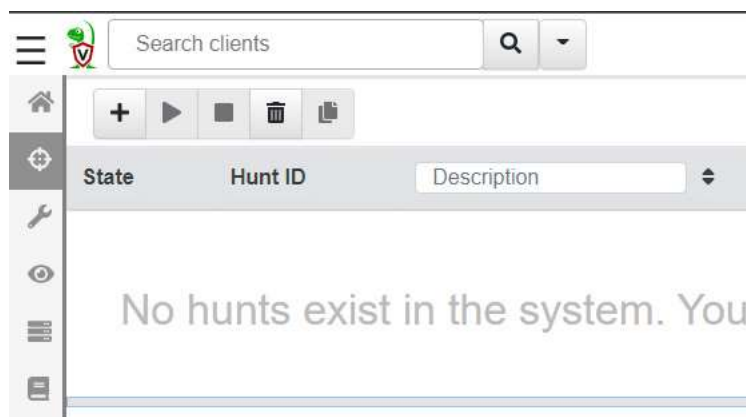 Search clients
State Hunt ID Description
No hunts exist in the system. You